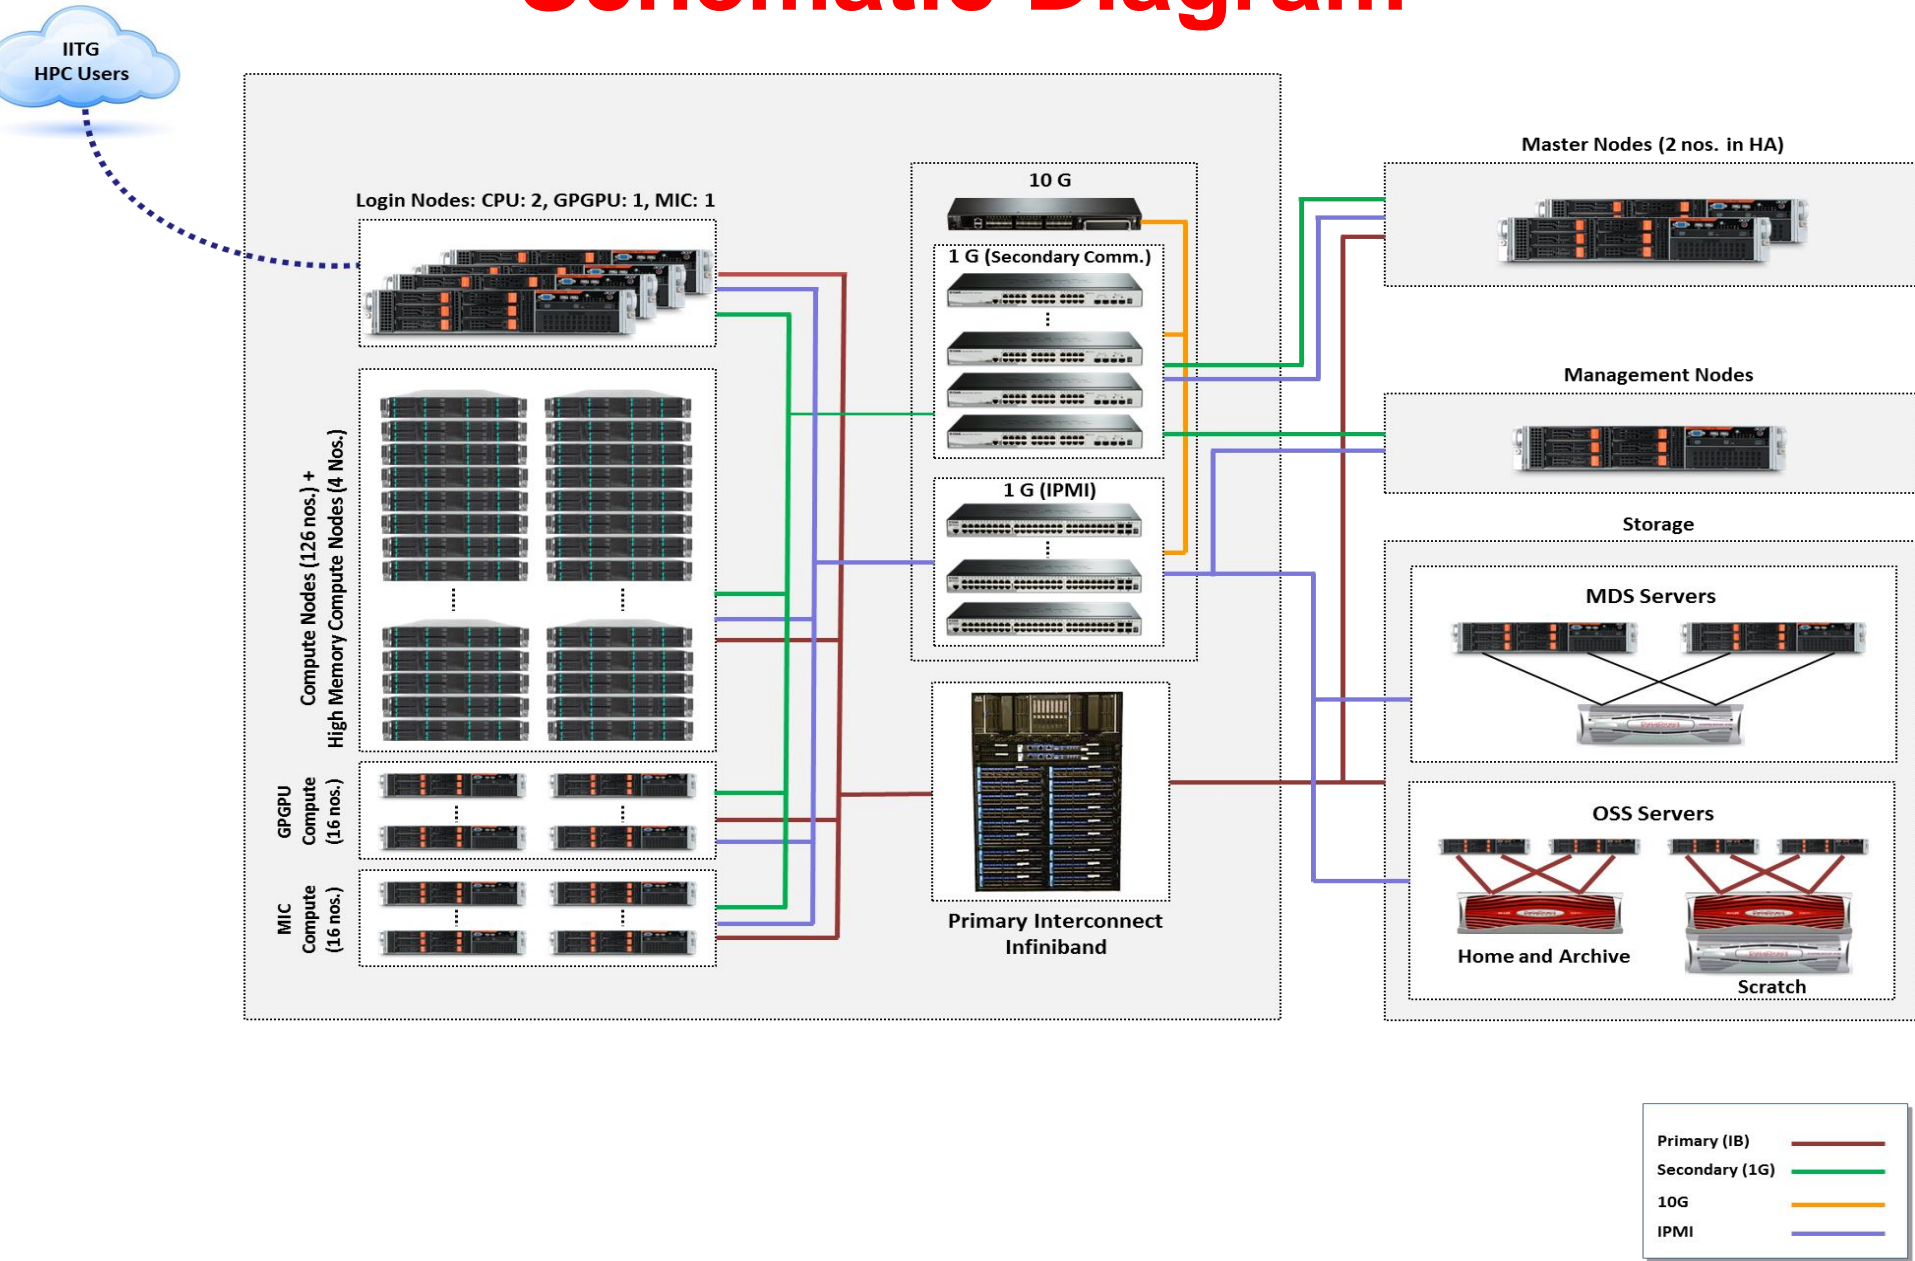 Schematic Diagram
IITG
HPC Users
Login Nodes: CPU: 2, GPGPU: 1, MIC: 1
Compute Nodes (126 nos.) +
High Memory Compute Nodes (4 Nos.)
GPGPU
Compute
(16 nos.)
MIC
Compute
(16 nos.)
10 G
1 G (Secondary Comm.)
1 G (IPMI)
Primary Interconnect
Infiniband
Master Nodes (2 nos. in HA)
Management Nodes
Storage
MDS Servers
OSS Servers
Home and Archive
Scratch
Primary (IB)
Secondary (1G)
10G
IPMI